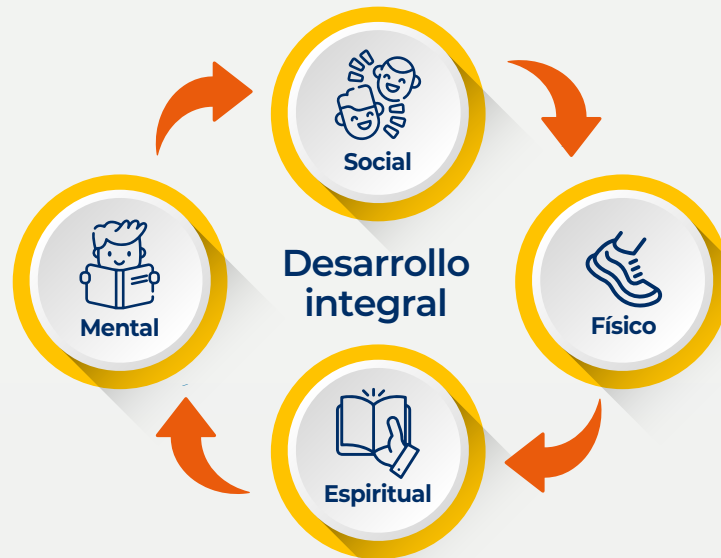 Social
Mental
Desarrollo
integral
Físico
Espiritual